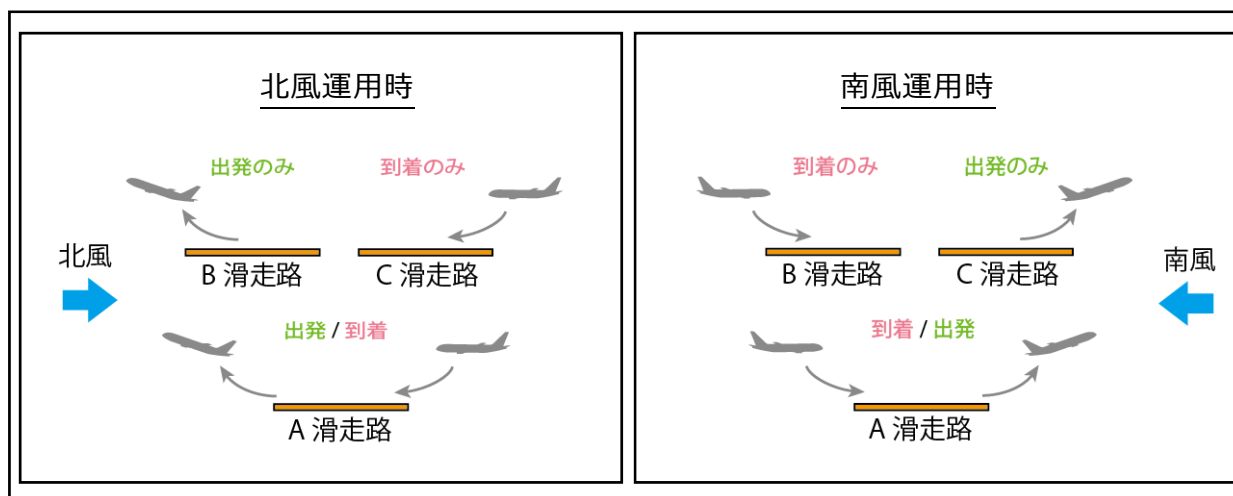 北風運用時
出発のみ
到着のみ
北風
B 滑走路
C 滑走路
出発 / 到着
A 滑走路
南風運用時
到着のみ
出発のみ
南風
B 滑走路
C 滑走路
到着 / 出発
A 滑走路